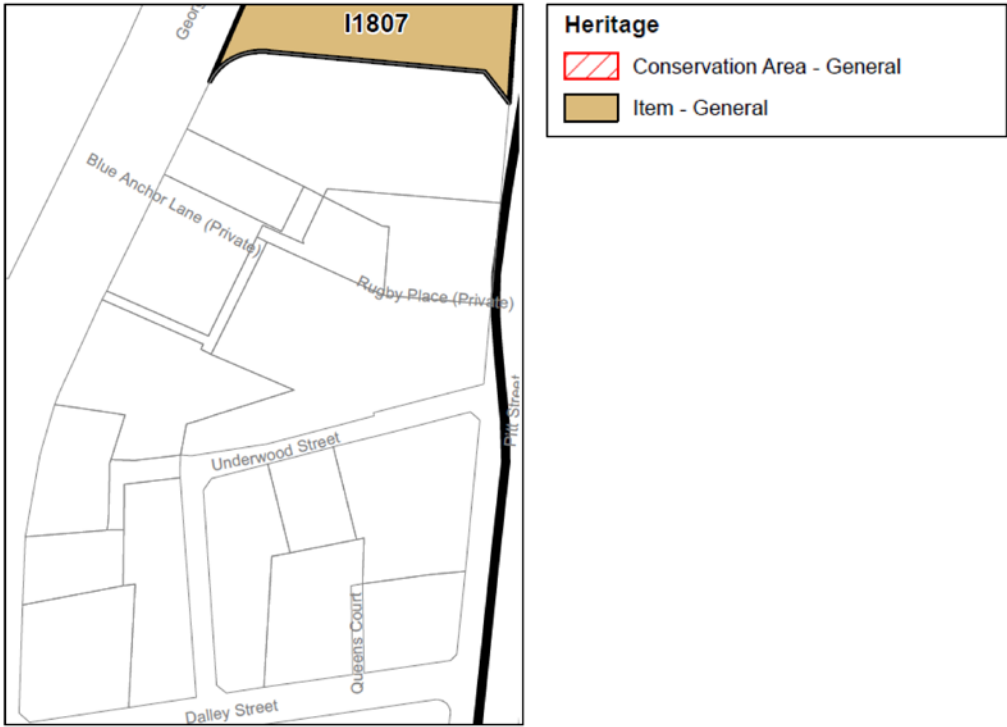 I1807
Georg
Blue Anchor Lane (Private)
Rugby Place (Private)
Pitt Street
Underwood Street
Queens Court
Dalley Street
Heritage
Conservation Area - General
Item - General